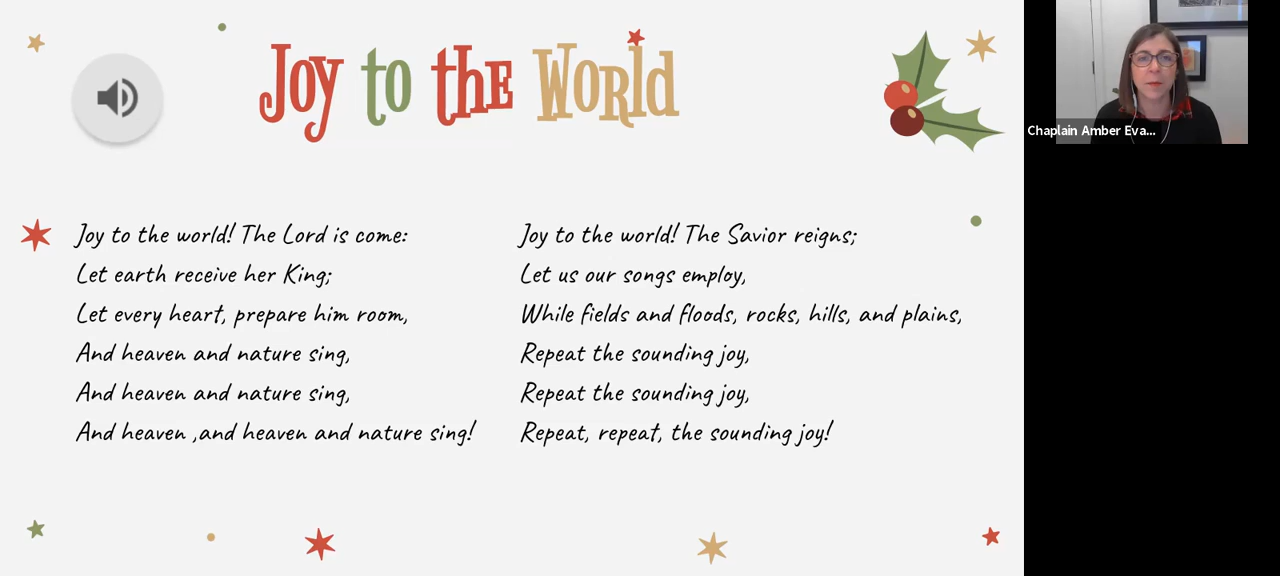 Joy to the World
Joy to the world! The Lord is come:
Let earth receive her King;
Let every heart, prepare him room,
And heaven and nature sing,
And heaven and nature sing,
And heaven ,and heaven and nature sing!
Joy to the world! The Savior reigns;
Let us our songs employ,
While fields and floods, rocks, hills, and plains,
Repeat the sounding joy,
Repeat the sounding joy,
Repeat, repeat, the sounding joy!
Chaplain Amber Eva...